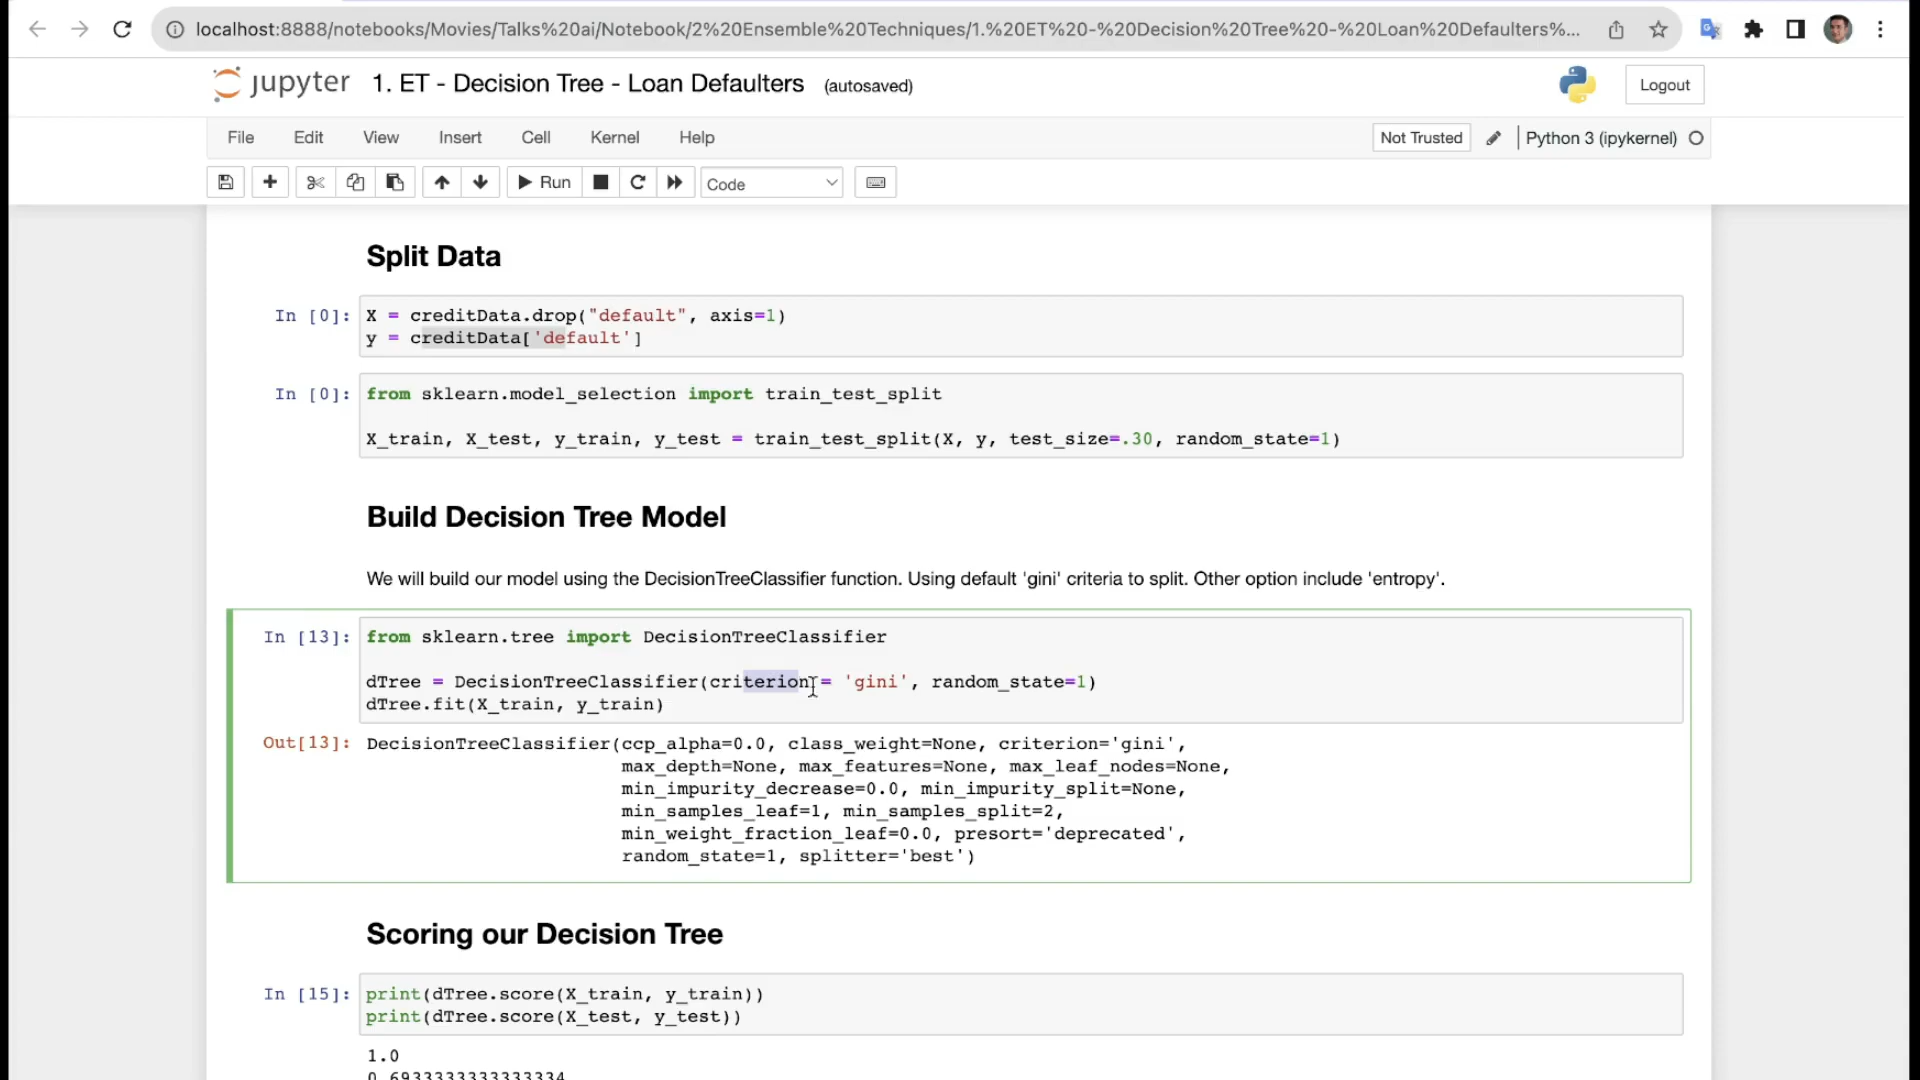 localhost:8888/notebooks/Movies/Talks%20ai/Notebook/2%20Ensemble%20Techniques/1.%20ET%20-%20Decision%20Tree%20-%20Loan%20Defaulters%...
jupyter 1. ET - Decision Tree - Loan Defaulters (autosaved)
Logout
File Edit View Insert Cell Kernel Help
Not Trusted Python 3 (ipykernel)
Run Code
Split Data
In [0]: X = creditData.drop("default", axis=1)
y = creditData['default']
In [0]: from sklearn.model_selection import train_test_split
X_train, X_test, y_train, y_test = train_test_split(X, y, test_size=.30, random_state=1)
Build Decision Tree Model
We will build our model using the DecisionTreeClassifier function. Using default 'gini' criteria to split. Other option include 'entropy'.
In [13]: from sklearn.tree import DecisionTreeClassifier
dTree = DecisionTreeClassifier(criterion = 'gini', random_state=1)
dTree.fit(X_train, y_train)
Out[13]: DecisionTreeClassifier(ccp_alpha=0.0, class_weight=None, criterion='gini',
max_depth=None, max_features=None, max_leaf_nodes=None,
min_impurity_decrease=0.0, min_impurity_split=None,
min_samples_leaf=1, min_samples_split=2,
min_weight_fraction_leaf=0.0, presort='deprecated',
random_state=1, splitter='best')
Scoring our Decision Tree
In [15]: print(dTree.score(X_train, y_train))
print(dTree.score(X_test, y_test))
1.0
0.6933333333333334